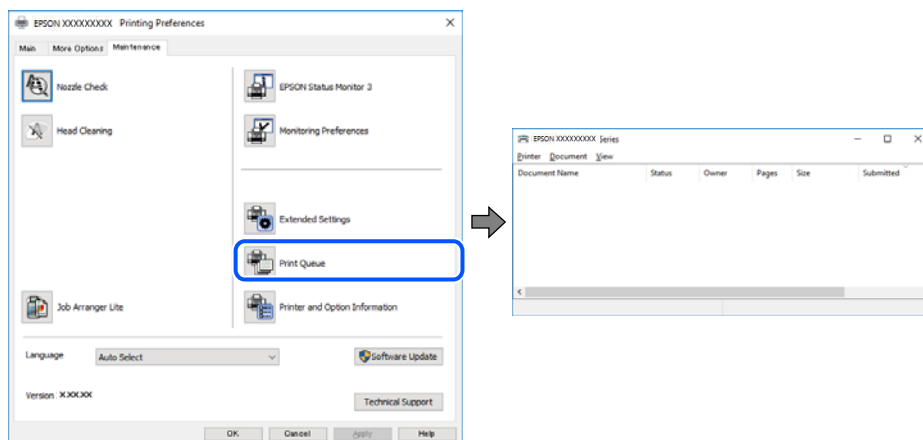 EPSON XXXXXXXXX Printing Preferences
Main More Options Maintenance
Nozzle Check
EPSON Status Monitor 3
Head Cleaning
Monitoring Preferences
Extended Settings
Print Queue
Job Arranger Lite
Printer and Option Information
Language Auto Select
Software Update
Version X.XX.XX
Technical Support
OK Cancel Apply Help
EPSON XXXXXXXXX Series
Printer Document View
Document Name Status Owner Pages Size Submitted